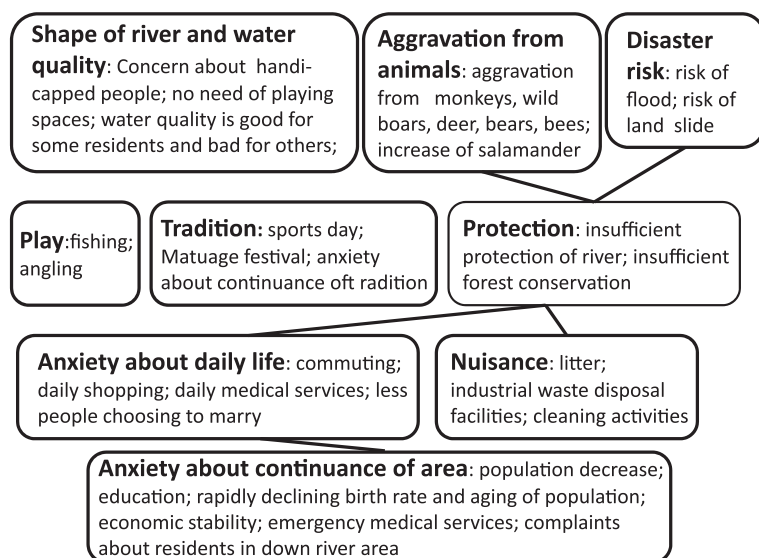 Shape of river and water
quality: Concern about handi-
capped people; no need of playing
spaces; water quality is good for
some residents and bad for others;
Aggravation from
animals: aggravation
from monkeys, wild
boars, deer, bears, bees;
increase of salamander
Disaster
risk: risk of
flood; risk of
land slide
Play:fishing;
angling
Tradition: sports day;
Matuage festival; anxiety
about continuance oft radition
Protection: insufficient
protection of river; insufficient
forest conservation
Anxiety about daily life: commuting;
daily shopping; daily medical services; less
people choosing to marry
Nuisance: litter;
industrial waste disposal
facilities; cleaning activities
Anxiety about continuance of area: population decrease;
education; rapidly declining birth rate and aging of population;
economic stability; emergency medical services; complaints
about residents in down river area